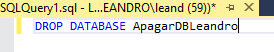 SQLQuery1.sql - L...EANDRO\leand (59))*
DROP DATABASE ApagarDBLeandro